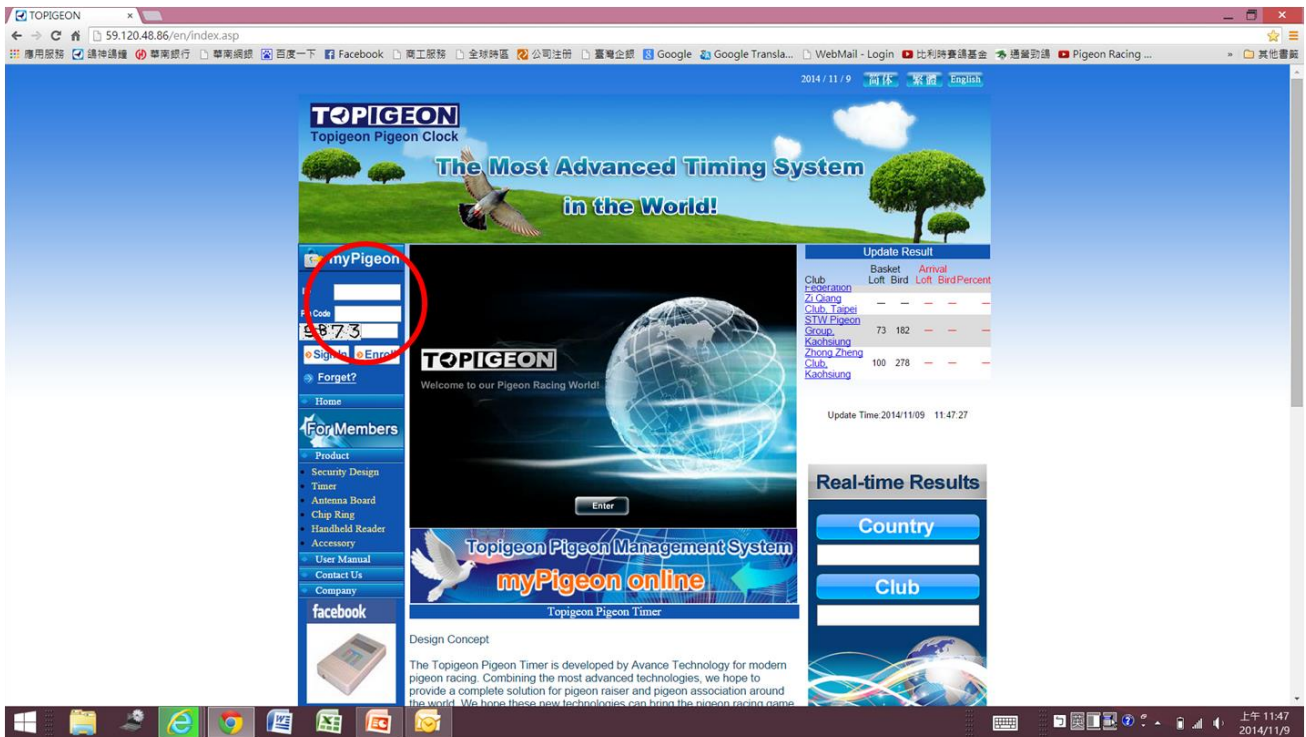 TOPIGEON
59.120.48.86/en/index.asp
應用服務 鴿神鴿鐘 華南銀行 華南網銀 百度一下 Facebook 商工服務 全球時區 公司注册 臺灣企銀 Google Google Transla... WebMail - Login 比利時賽鴿基金 Pigeon Racing ... » 其他書籤
2014 / 11 / 9 简体 繁體 English
TOPIGEON
Topigeon Pigeon Clock
The Most Advanced Timing System
in the World!
myPigeon
Code
9873
Sign In Enroll
Forget?
Home
For Members
Product
Security Design
Timer
Antenna Board
Chip Ring
Handheld Reader
Accessory
User Manual
Contact Us
Company
facebook
TOPIGEON
Welcome to our Pigeon Racing World!
Enter
Topigeon Pigeon Management System
myPigeon online
Topigeon Pigeon Timer
Design Concept
The Topigeon Pigeon Timer is developed by Avance Technology for modern
pigeon racing. Combining the most advanced technologies, we hope to
provide a complete solution for pigeon raiser and pigeon association around
the world. We hope these new technologies can bring the pigeon racing game
Update Result
Basket Arrival
Club Loft Bird Loft Bird Percent
Federation
Zi Qiang
Club, Taipei — — — — —
STW Pigeon
Group, 73 182 — — —
Kaohsiung
Zhong Zheng
Club, 100 278 — — —
Kaohsiung
Update Time:2014/11/09 11:47:27
Real-time Results
Country
Club
上午 11:47
2014/11/9